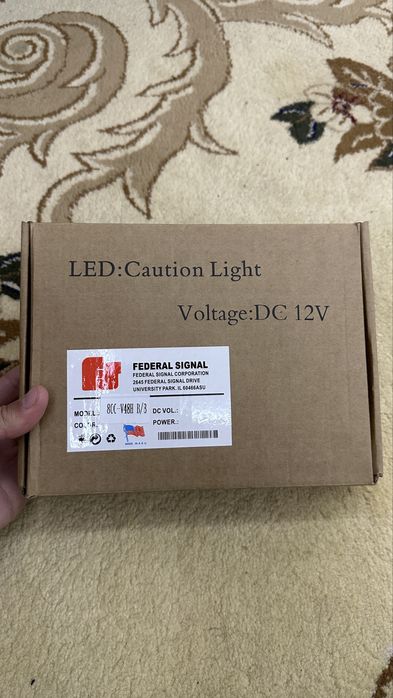 LED:Caution Light
Voltage:DC 12V
FEDERAL SIGNAL
FEDERAL SIGNAL CORPORATION
2645 FEDERAL SIGNAL DRIVE
UNIVERSITY PARK, IL 60466ASU
MODEL: 8CC-V48H B/3 DC VOL.:
COLOR: POWER: